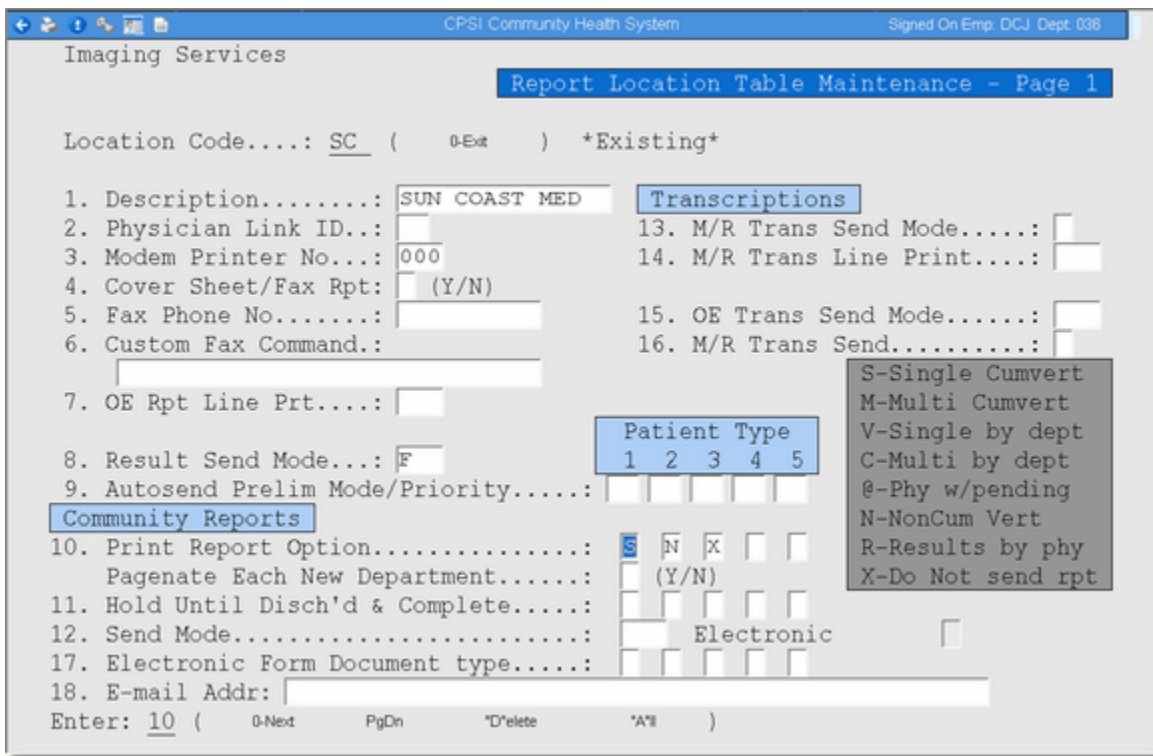 CPSI Community Health System Signed On Emp: DCJ Dept: 036
Imaging Services
Report Location Table Maintenance - Page 1
Location Code....: SC ( 0-Exit ) *Existing*
1. Description........: SUN COAST MED Transcriptions
2. Physician Link ID..: 13. M/R Trans Send Mode.....:
3. Modem Printer No...: 000 14. M/R Trans Line Print....:
4. Cover Sheet/Fax Rpt: (Y/N)
5. Fax Phone No.......: 15. OE Trans Send Mode......:
6. Custom Fax Command.: 16. M/R Trans Send..........:
S-Single Cumvert
7. OE Rpt Line Prt....: M-Multi Cumvert
Patient Type V-Single by dept
8. Result Send Mode...: F 1 2 3 4 5 C-Multi by dept
9. Autosend Prelim Mode/Priority.....: @-Phy w/pending
Community Reports N-NonCum Vert
10. Print Report Option...............: S N X R-Results by phy
Pagenate Each New Department......: (Y/N) X-Do Not send rpt
11. Hold Until Disch'd & Complete.....:
12. Send Mode.........................: Electronic
17. Electronic Form Document type.....:
18. E-mail Addr:
Enter: 10 ( 0-Next PgDn "D"elete "A"ll )